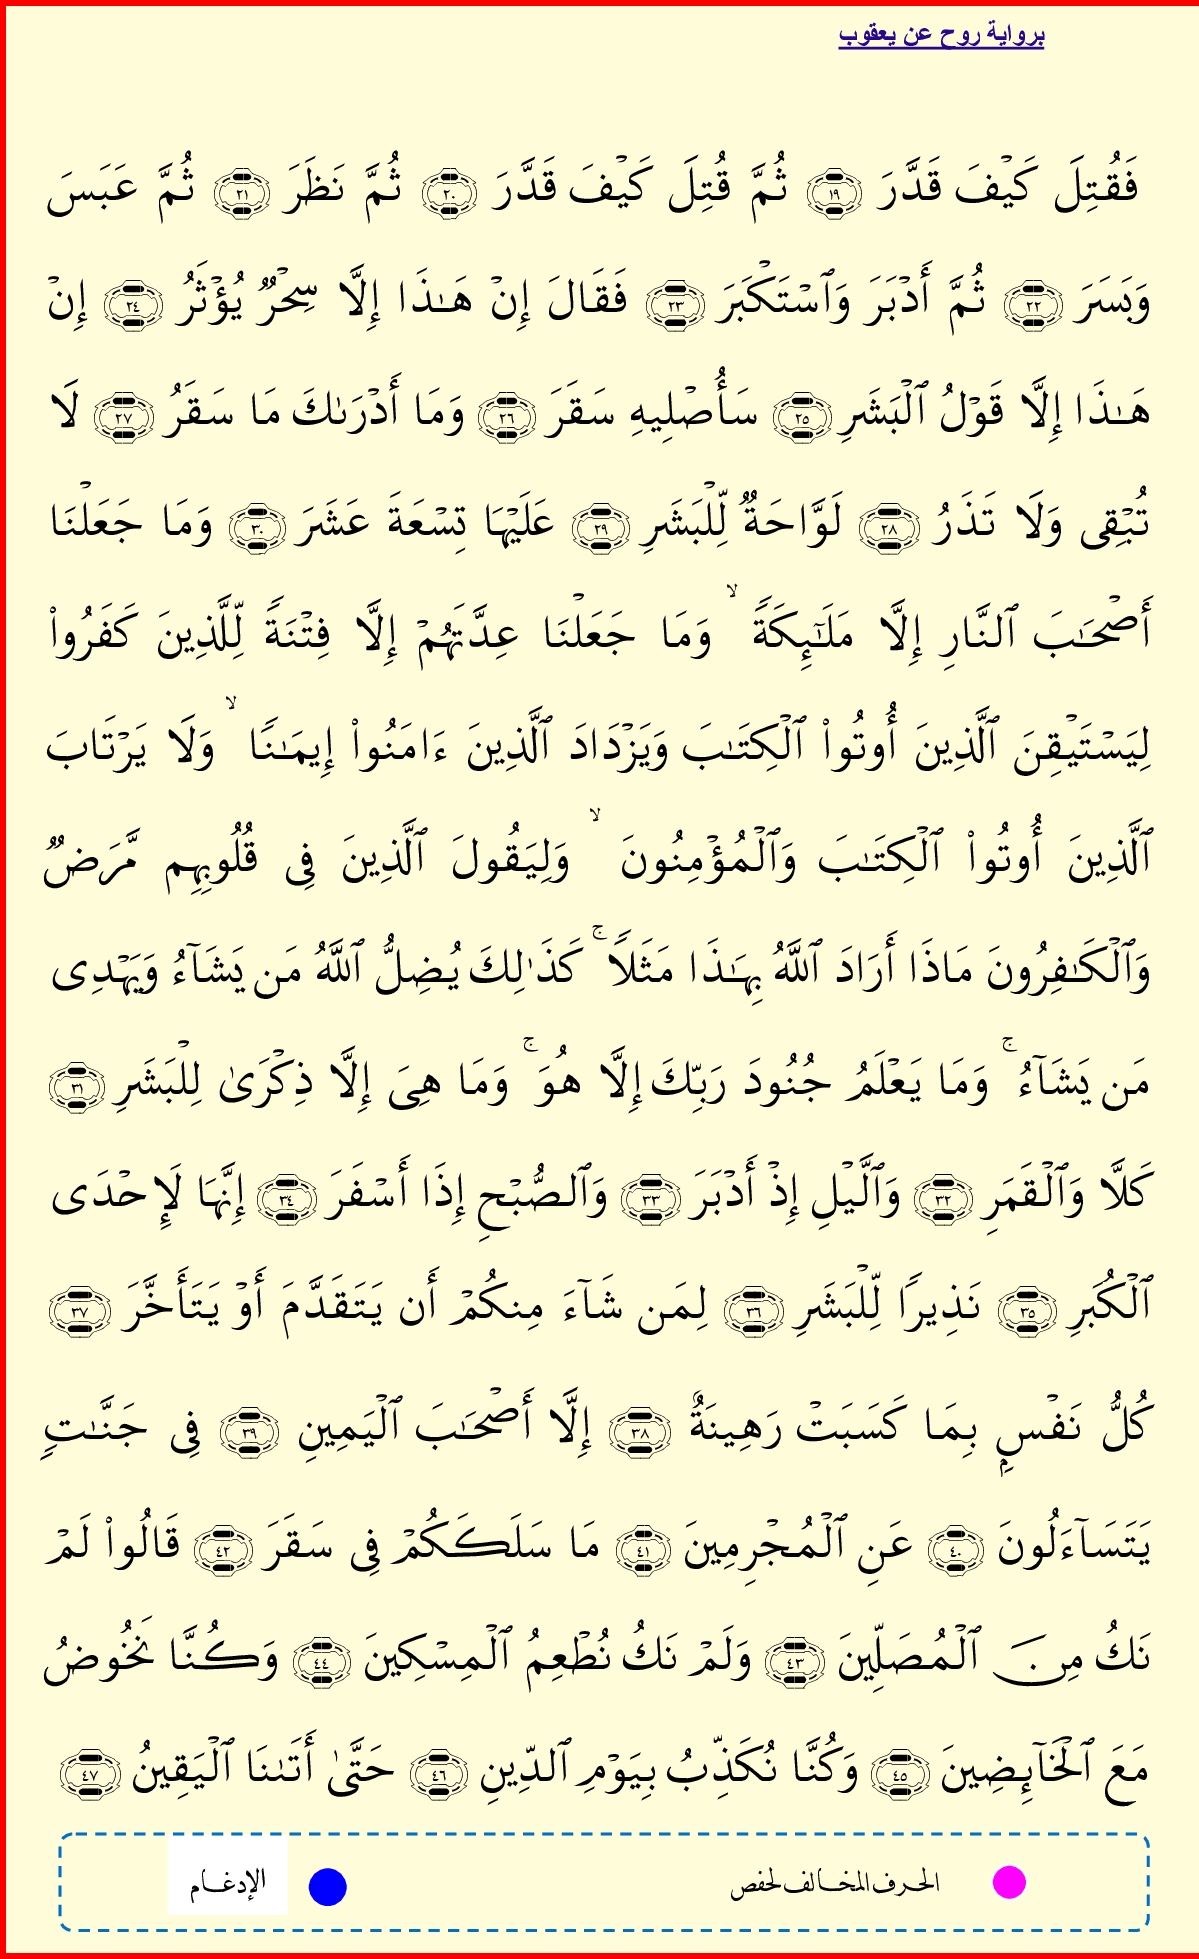 برواية روح عن يعقوب
فَقُتِلَ كَيۡفَ قَدَّرَ ١٩ ثُمَّ قُتِلَ كَيۡفَ قَدَّرَ ٢٠ ثُمَّ نَظَرَ ٢١ ثُمَّ عَبَسَ
وَبَسَرَ ٢٢ ثُمَّ أَدۡبَرَ وَٱسۡتَكۡبَرَ ٢٣ فَقَالَ إِنۡ هَـٰذَا إِلَّا سِحۡرٌ يُؤۡثَرُ ٢٤ إِنۡ
هَـٰذَا إِلَّا قَوۡلُ ٱلۡبَشَرِ ٢٥ سَأُصۡلِيهِ سَقَرَ ٢٦ وَمَا أَدۡرَىٰكَ مَا سَقَرُ ٢٧ لَا
تُبۡقِى وَلَا تَذَرُ ٢٨ لَوَّاحَةٌ لِّلۡبَشَرِ ٢٩ عَلَيۡهَا تِسۡعَةَ عَشَرَ ٣٠ وَمَا جَعَلۡنَا
أَصۡحَـٰبَ ٱلنَّارِ إِلَّا مَلَـٰٓئِكَةً ۙ وَمَا جَعَلۡنَا عِدَّتَهُمۡ إِلَّا فِتۡنَةً لِّلَّذِينَ كَفَرُوا۟
لِيَسۡتَيۡقِنَ ٱلَّذِينَ أُوتُوا۟ ٱلۡكِتَـٰبَ وَيَزۡدَادَ ٱلَّذِينَ ءَامَنُوا۟ إِيمَـٰنًا ۙ وَلَا يَرۡتَابَ
ٱلَّذِينَ أُوتُوا۟ ٱلۡكِتَـٰبَ وَٱلۡمُؤۡمِنُونَ ۙ وَلِيَقُولَ ٱلَّذِينَ فِى قُلُوبِهِم مَّرَضٌ
وَٱلۡكَـٰفِرُونَ مَاذَا أَرَادَ ٱللَّهُ بِهَـٰذَا مَثَلًا ۚ كَذَٰلِكَ يُضِلُّ ٱللَّهُ مَن يَشَآءُ وَيَهۡدِى
مَن يَشَآءُ ۚ وَمَا يَعۡلَمُ جُنُودَ رَبِّكَ إِلَّا هُوَ ۚ وَمَا هِىَ إِلَّا ذِكۡرَىٰ لِلۡبَشَرِ ٣١
كَلَّا وَٱلۡقَمَرِ ٣٢ وَٱلَّيۡلِ إِذۡ أَدۡبَرَ ٣٣ وَٱلصُّبۡحِ إِذَا أَسۡفَرَ ٣٤ إِنَّهَا لَإِحۡدَى
ٱلۡكُبَرِ ٣٥ نَذِيرًا لِّلۡبَشَرِ ٣٦ لِمَن شَآءَ مِنكُمۡ أَن يَتَقَدَّمَ أَوۡ يَتَأَخَّرَ ٣٧
كُلُّ نَفۡسٍۭ بِمَا كَسَبَتۡ رَهِينَةٌ ٣٨ إِلَّا أَصۡحَـٰبَ ٱلۡيَمِينِ ٣٩ فِى جَنَّـٰتٍ
يَتَسَآءَلُونَ ٤٠ عَنِ ٱلۡمُجۡرِمِينَ ٤١ مَا سَلَكَكُمۡ فِى سَقَرَ ٤٢ قَالُوا۟ لَمۡ
نَكُ مِنَ ٱلۡمُصَلِّينَ ٤٣ وَلَمۡ نَكُ نُطۡعِمُ ٱلۡمِسۡكِينَ ٤٤ وَكُنَّا نَخُوضُ
مَعَ ٱلۡخَآئِضِينَ ٤٥ وَكُنَّا نُكَذِّبُ بِيَوۡمِ ٱلدِّينِ ٤٦ حَتَّىٰ أَتَىٰنَا ٱلۡيَقِينُ ٤٧
الحرف المخالف لحفص الإدغام